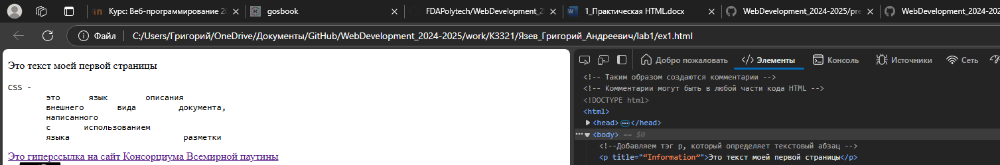 Курс: Веб-программирование 20
gosbook
FDAPolytech/WebDevelopment_2
1_Практическая HTML.docx
WebDevelopment_2024-2025/pre
WebDevelopment_2024-202
Файл
C:/Users/Григорий/OneDrive/Документы/GitHub/WebDevelopment_2024-2025/work/K3321/Язев_Григорий_Андреевич/lab1/ex1.html
Это текст моей первой страницы
CSS -
это язык описания
внешнего вида документа,
написанного
с использованием
языка разметки
Это гиперссылка на сайт Консорциума Всемирной паутины
Добро пожаловать
</> Элементы
Консоль
Источники
Сеть
<!-- Таким образом создаются комментарии -->
<!-- Комментарии могут быть в любой части кода HTML -->
<!DOCTYPE html>
<html>
<head>…</head>
<body> == $0
<!--Добавляем тэг p, который определяет текстовый абзац -->
<p title="“Information”">Это текст моей первой страницы</p>